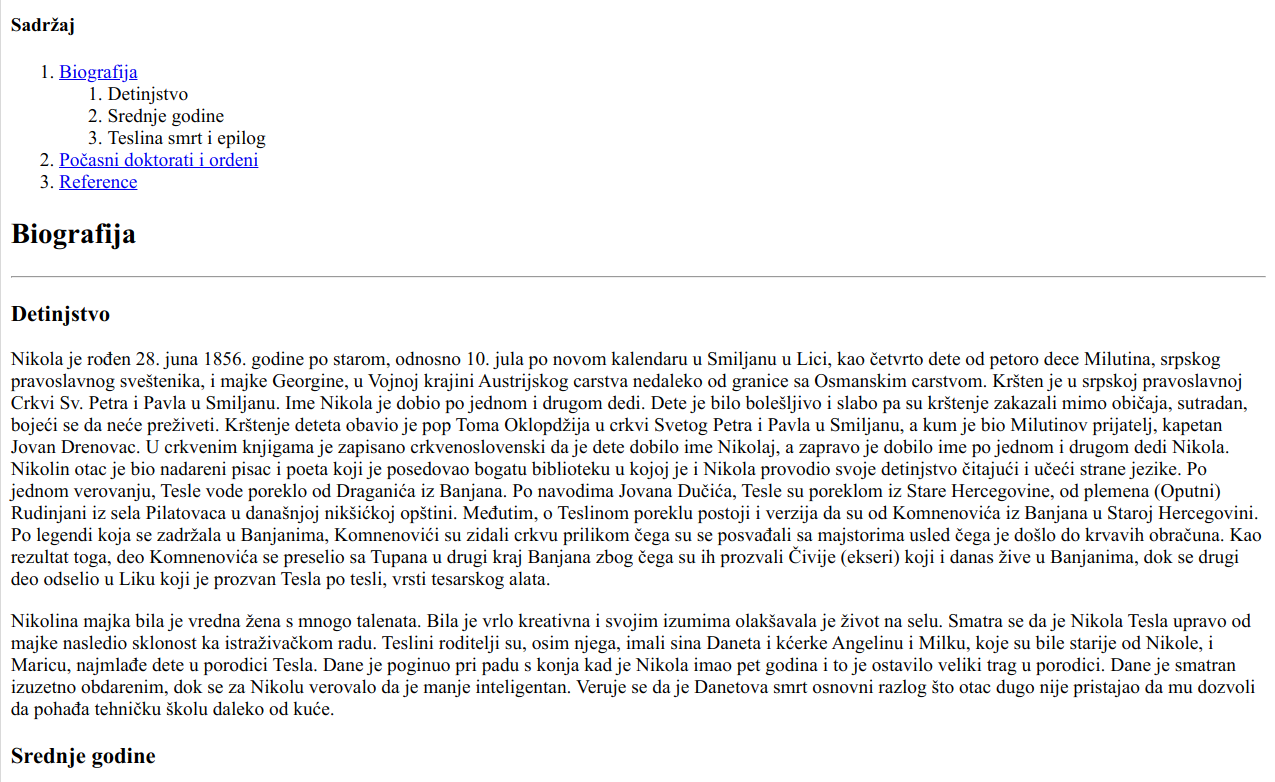 Sadržaj
1. Biografija
1. Detinjstvo
2. Srednje godine
3. Teslina smrt i epilog
2. Počasni doktorati i ordeni
3. Reference
Biografija
Detinjstvo
Nikola je rođen 28. juna 1856. godine po starom, odnosno 10. jula po novom kalendaru u Smiljanu u Lici, kao četvrto dete od petoro dece Milutina, srpskog
pravoslavnog sveštenika, i majke Georgine, u Vojnoj krajini Austrijskog carstva nedaleko od granice sa Osmanskim carstvom. Kršten je u srpskoj pravoslavnoj
Crkvi Sv. Petra i Pavla u Smiljanu. Ime Nikola je dobio po jednom i drugom dedi. Dete je bilo bolešljivo i slabo pa su krštenje zakazali mimo običaja, sutradan,
bojeći se da neće preživeti. Krštenje deteta obavio je pop Toma Oklopdžija u crkvi Svetog Petra i Pavla u Smiljanu, a kum je bio Milutinov prijatelj, kapetan
Jovan Drenovac. U crkvenim knjigama je zapisano crkvenoslovenski da je dete dobilo ime Nikolaj, a zapravo je dobilo ime po jednom i drugom dedi Nikola.
Nikolin otac je bio nadareni pisac i poeta koji je posedovao bogatu biblioteku u kojoj je i Nikola provodio svoje detinjstvo čitajući i učeći strane jezike. Po
jednom verovanju, Tesle vode poreklo od Draganića iz Banjana. Po navodima Jovana Dučića, Tesle su poreklom iz Stare Hercegovine, od plemena (Oputni)
Rudinjani iz sela Pilatovaca u današnjoj nikšićkoj opštini. Međutim, o Teslinom poreklu postoji i verzija da su od Komnenovića iz Banjana u Staroj Hercegovini.
Po legendi koja se zadržala u Banjanima, Komnenovići su zidali crkvu prilikom čega su se posvađali sa majstorima usled čega je došlo do krvavih obračuna. Kao
rezultat toga, deo Komnenovića se preselio sa Tupana u drugi kraj Banjana zbog čega su ih prozvali Čivije (ekseri) koji i danas žive u Banjanima, dok se drugi
deo odselio u Liku koji je prozvan Tesla po tesli, vrsti tesarskog alata.
Nikolina majka bila je vredna žena s mnogo talenata. Bila je vrlo kreativna i svojim izumima olakšavala je život na selu. Smatra se da je Nikola Tesla upravo od
majke nasledio sklonost ka istraživačkom radu. Teslini roditelji su, osim njega, imali sina Daneta i kćerke Angelinu i Milku, koje su bile starije od Nikole, i
Maricu, najmlađe dete u porodici Tesla. Dane je poginuo pri padu s konja kad je Nikola imao pet godina i to je ostavilo veliki trag u porodici. Dane je smatran
izuzetno obdarenim, dok se za Nikolu verovalo da je manje inteligentan. Veruje se da je Danetova smrt osnovni razlog što otac dugo nije pristajao da mu dozvoli
da pohađa tehničku školu daleko od kuće.
Srednje godine